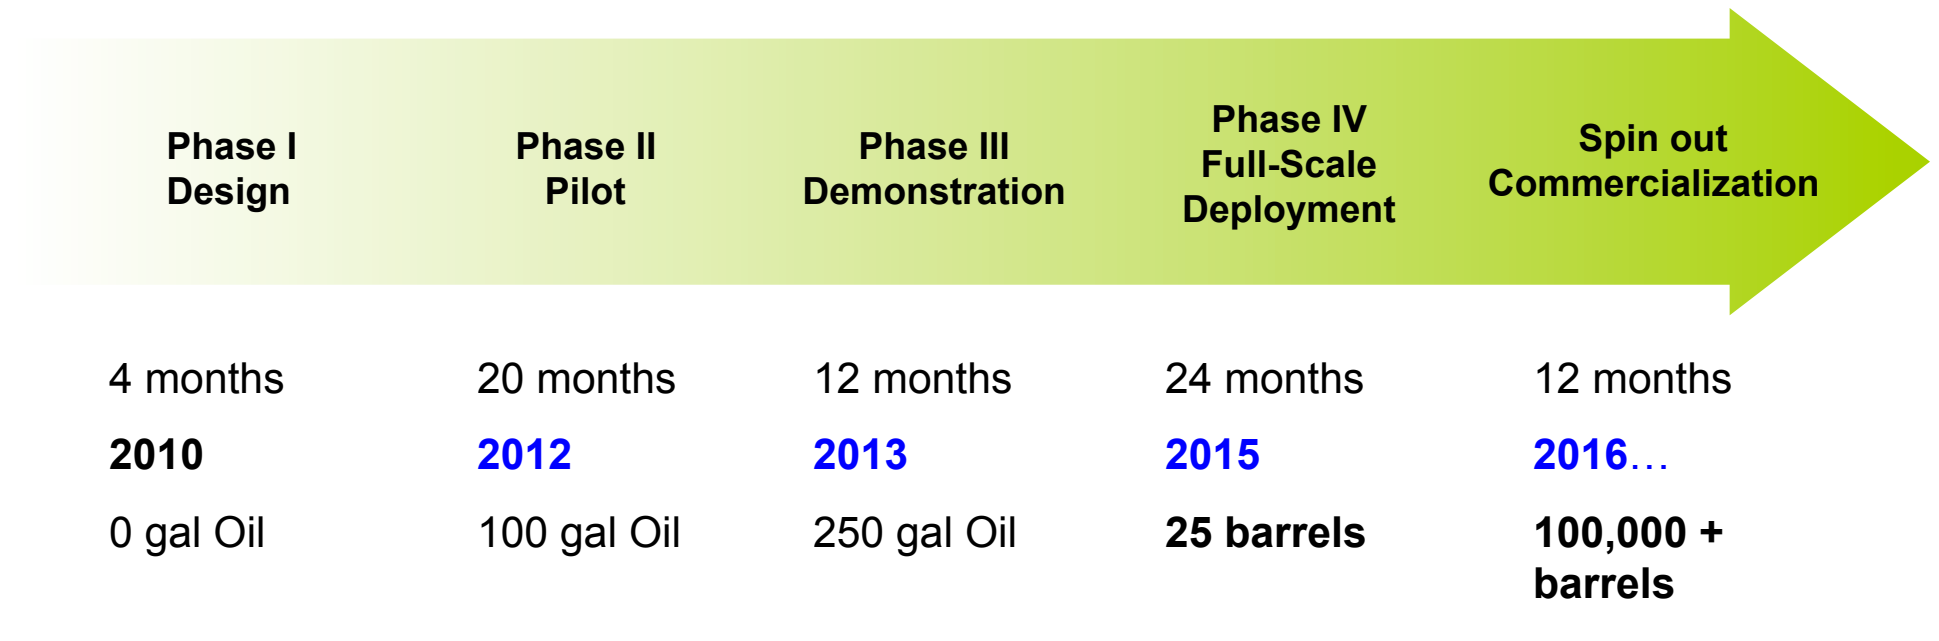 Phase I
Design
Phase II
Pilot
Phase III
Demonstration
Phase IV
Full-Scale
Deployment
Spin out
Commercialization
4 months
20 months
12 months
24 months
12 months
2010
2012
2013
2015
2016…
0 gal Oil
100 gal Oil
250 gal Oil
25 barrels
100,000 +
barrels